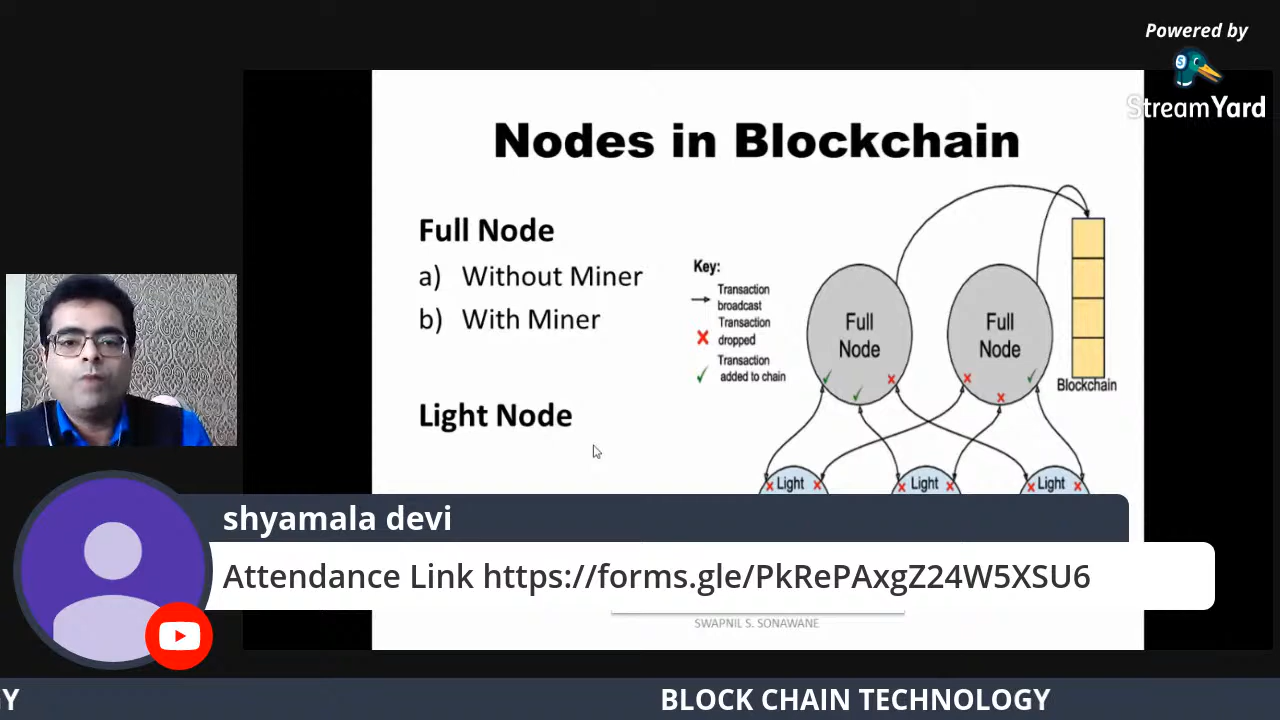 Powered by
StreamYard
Nodes in Blockchain
Full Node
a) Without Miner
b) With Miner
Light Node
Key:
Transaction
broadcast
Transaction
dropped
Transaction
added to chain
Full
Node
Full
Node
Blockchain
Light
Light
Light
shyamala devi
Attendance Link https://forms.gle/PkRePAxgZ24W5XSU6
SWAPNIL S. SONAWANE
Y
BLOCK CHAIN TECHNOLOGY